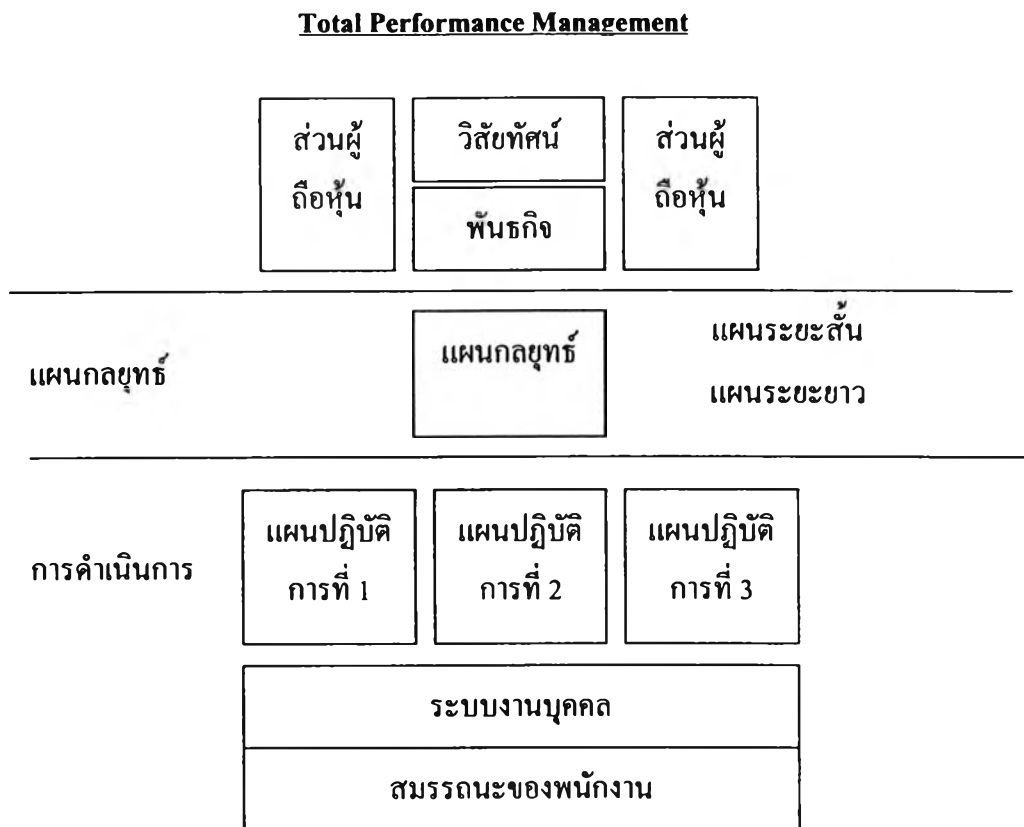 Total Performance Management
ส่วนผู้
ถือหุ้น
วิสัยทัศน์
พันธกิจ
ส่วนผู้
ถือหุ้น
แผนกลยุทธ์
แผนกลยุทธ์
แผนระยะสั้น
แผนระยะยาว
การดำเนินการ
แผนปฏิบัติ
การที่ 1
แผนปฏิบัติ
การที่ 2
แผนปฏิบัติ
การที่ 3
ระบบงานบุคคล
สมรรถนะของพนักงาน